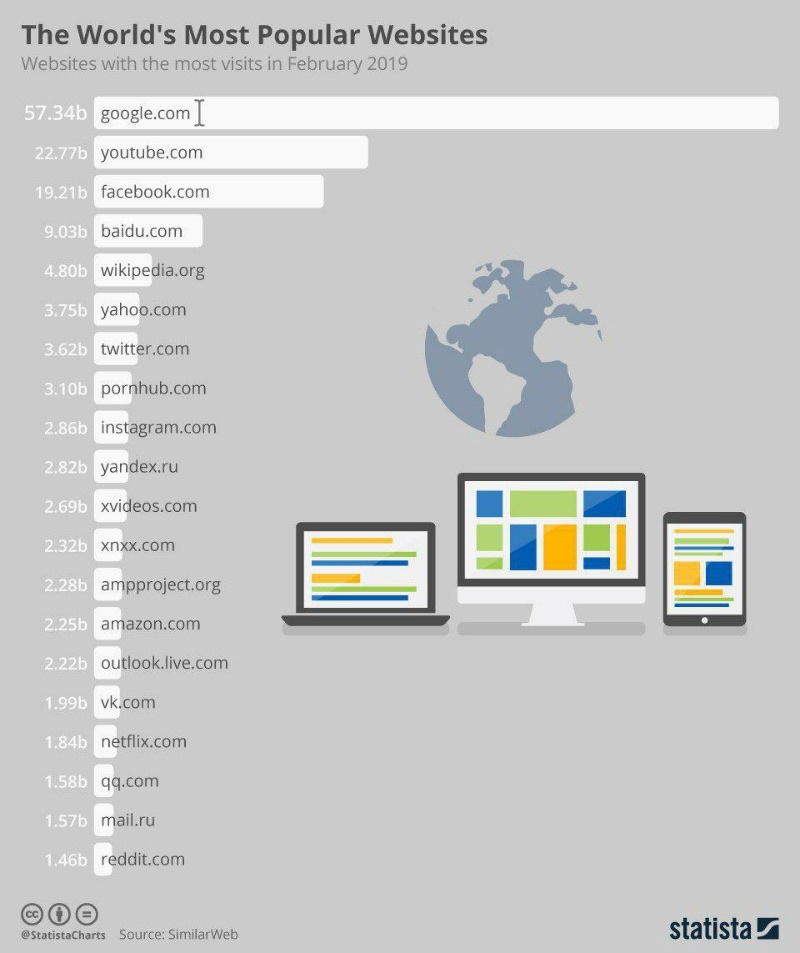 The World's Most Popular Websites
Websites with the most visits in February 2019
57.34b google.com
22.77b youtube.com
19.21b facebook.com
9.03b baidu.com
4.80b wikipedia.org
3.75b yahoo.com
3.62b twitter.com
3.10b pornhub.com
2.86b instagram.com
2.82b yandex.ru
2.69b xvideos.com
2.32b xnxx.com
2.28b ampproject.org
2.25b amazon.com
2.22b outlook.live.com
1.99b vk.com
1.84b netflix.com
1.58b qq.com
1.57b mail.ru
1.46b reddit.com
cc
@StatistaCharts Source: SimilarWeb
statista